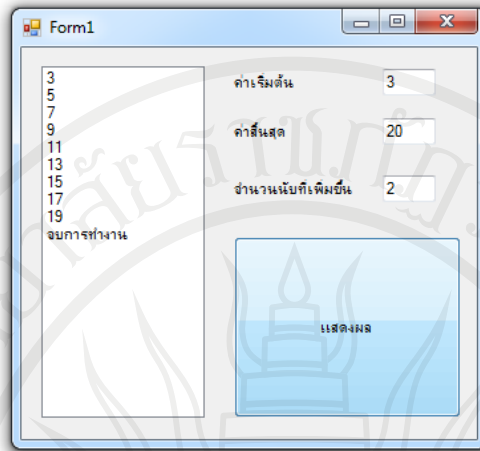 Form1
3
5
7
9
11
13
15
17
19
จบการทำงาน
ค่าเริ่มต้น 3
ค่าสิ้นสุด 20
จำนวนนับที่เพิ่มขึ้น 2
แสดงผล